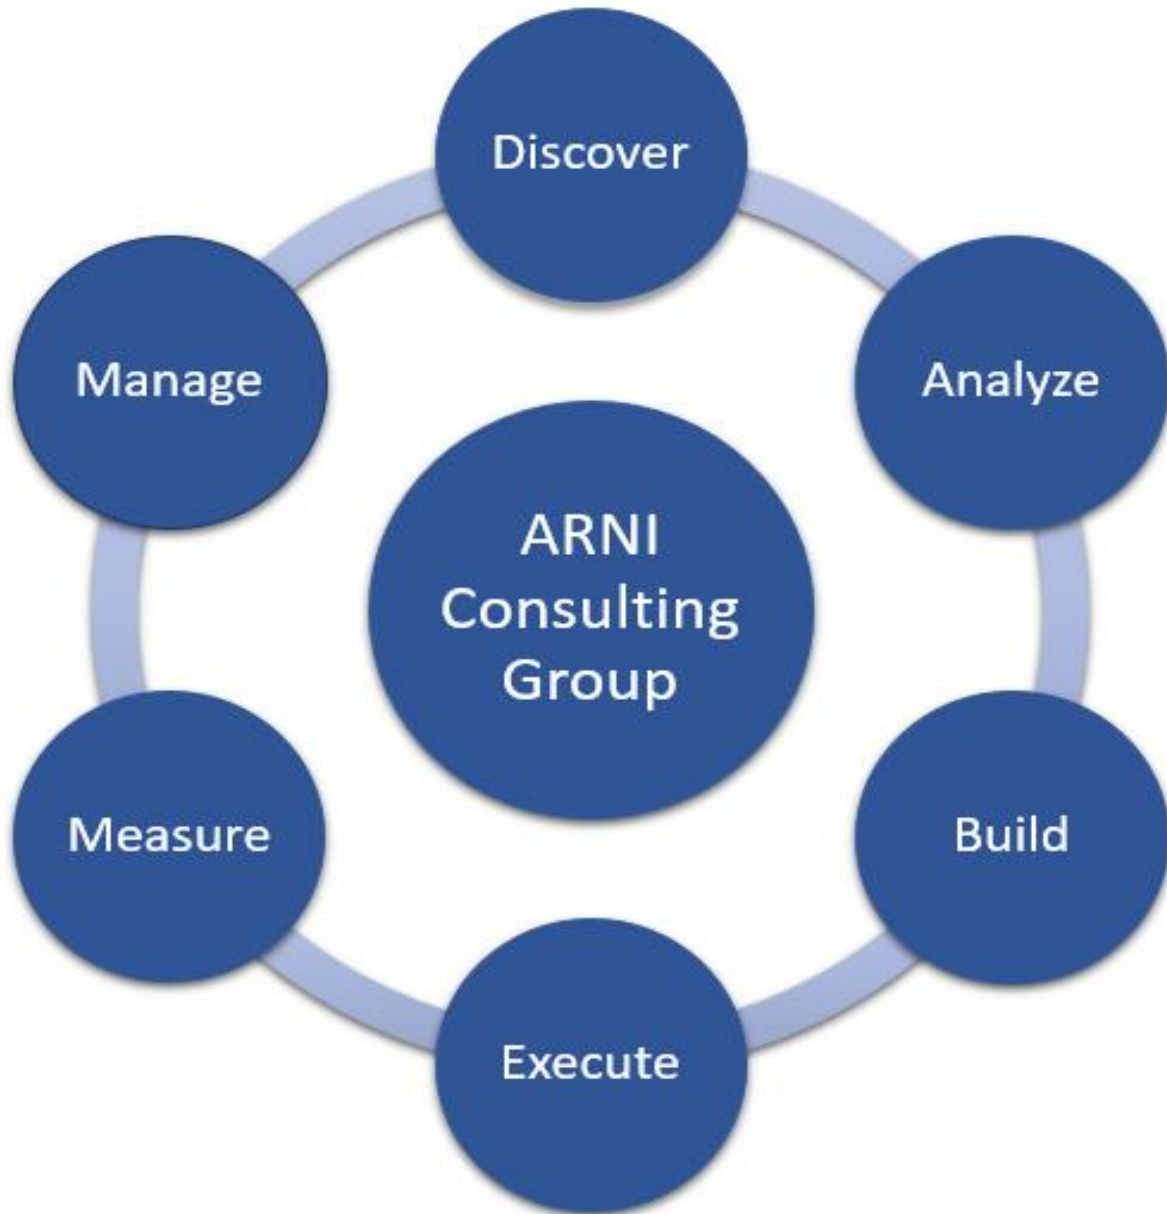 Discover
Analyze
Build
Execute
Measure
Manage
ARNI
Consulting
Group